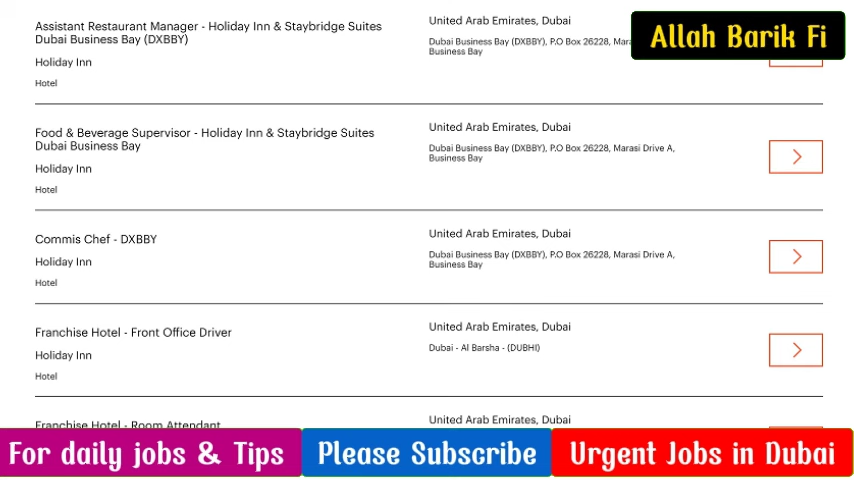 Assistant Restaurant Manager - Holiday Inn & Staybridge Suites
Dubai Business Bay (DXBBY)
Holiday Inn
Hotel
United Arab Emirates, Dubai
Dubai Business Bay (DXBBY), P.O Box 26228,
Business Bay
Allah Barik Fi
Food & Beverage Supervisor - Holiday Inn & Staybridge Suites
Dubai Business Bay
Holiday Inn
Hotel
United Arab Emirates, Dubai
Dubai Business Bay (DXBBY), P.O Box 26228, Marasi Drive A,
Business Bay
Commis Chef - DXBBY
Holiday Inn
Hotel
United Arab Emirates, Dubai
Dubai Business Bay (DXBBY), P.O Box 26228, Marasi Drive A,
Business Bay
Franchise Hotel - Front Office Driver
Holiday Inn
Hotel
United Arab Emirates, Dubai
Dubai - Al Barsha - (DUBHI)
Franchise Hotel - Room Attendant
United Arab Emirates, Dubai
For daily jobs & Tips
Please Subscribe
Urgent Jobs in Dubai